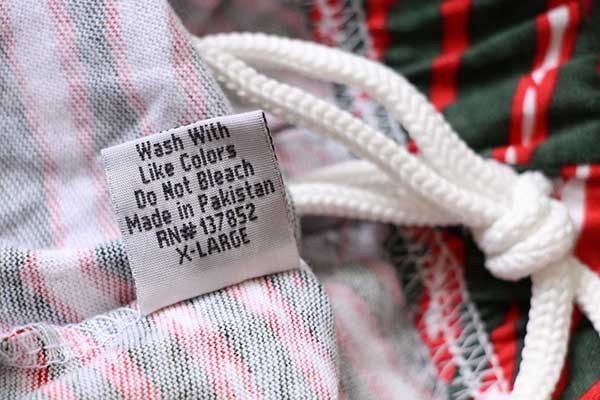 Wash With
Like Colors
Do Not Bleach
Made in Pakistan
RN# 137852
X-LARGE